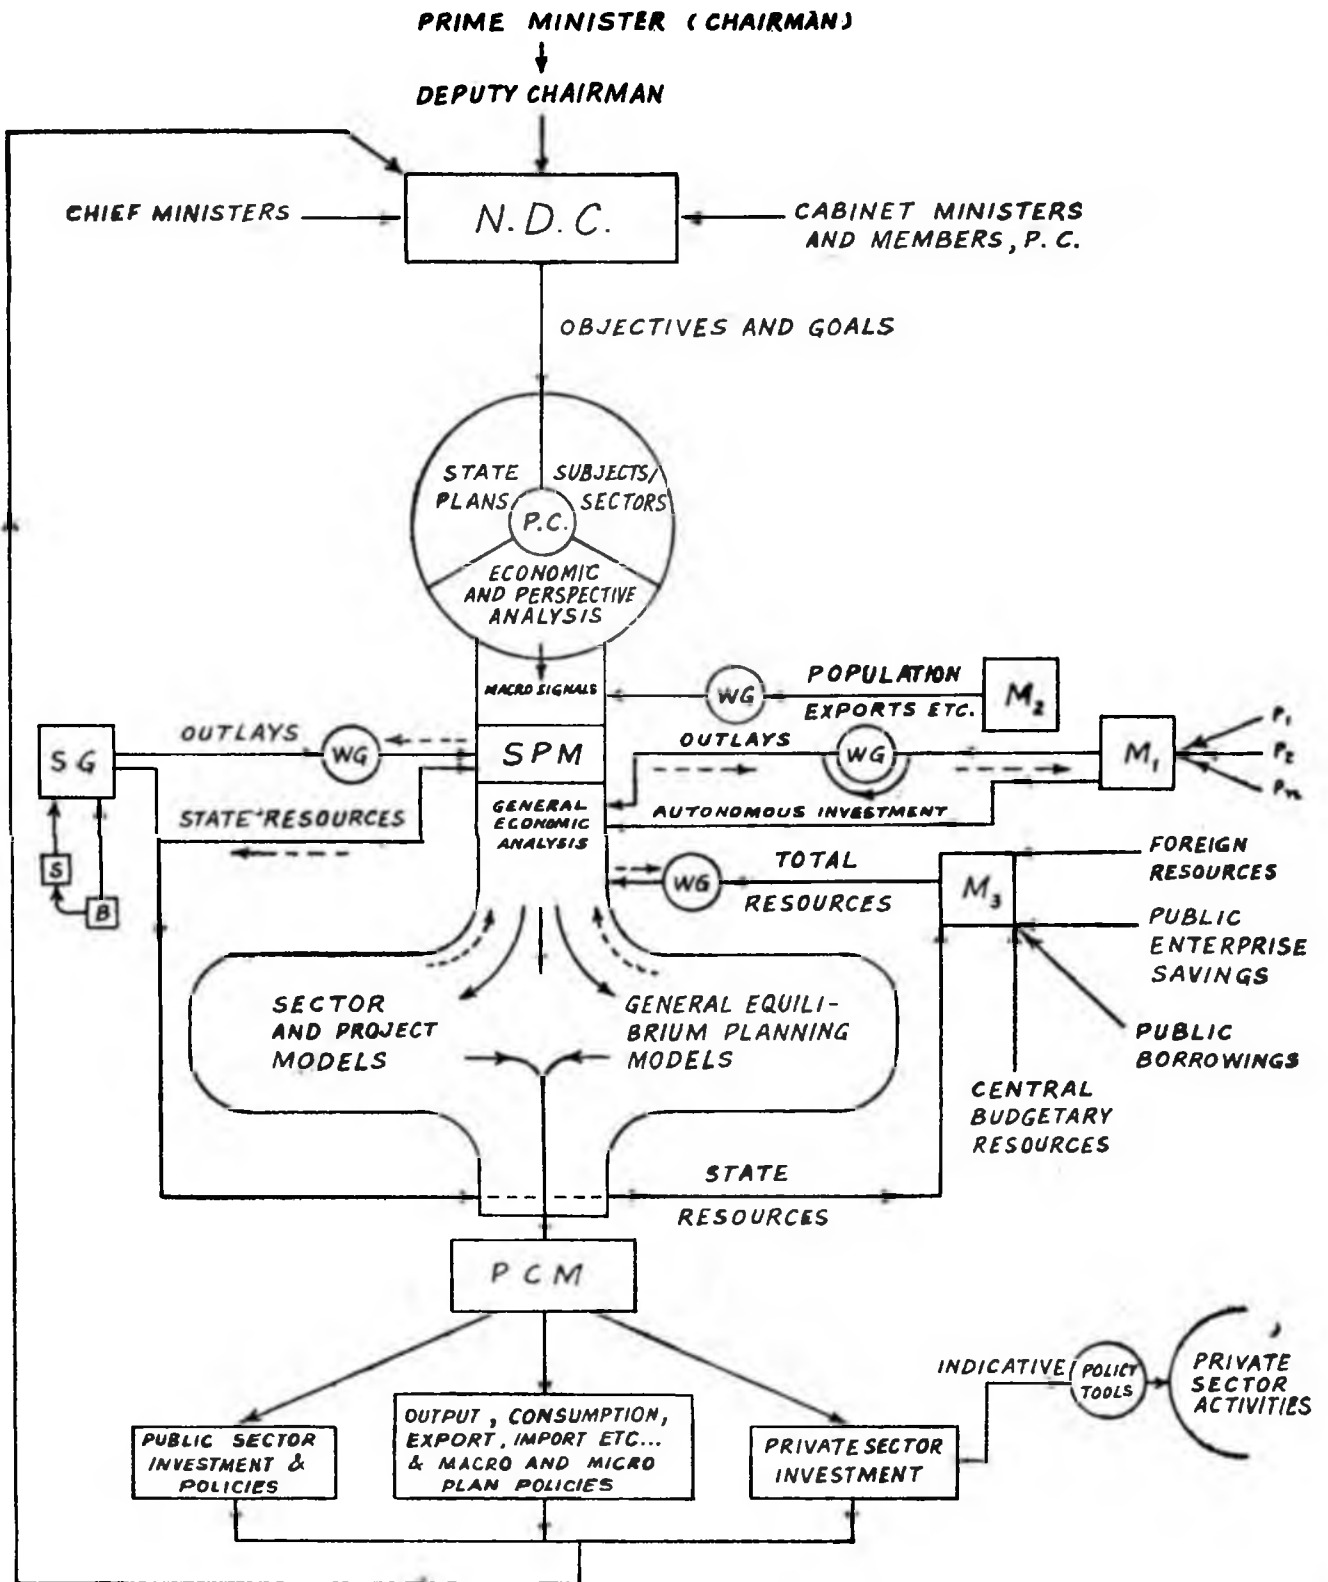 PRIME MINISTER (CHAIRMAN)
DEPUTY CHAIRMAN
CHIEF MINISTERS
N.D.C.
CABINET MINISTERS
AND MEMBERS, P.C.
OBJECTIVES AND GOALS
STATE
PLANS
SUBJECTS/
SECTORS
P.C.
ECONOMIC
AND PERSPECTIVE
ANALYSIS
MACRO SIGNALS
WG
POPULATION
EXPORTS ETC.
M2
SG
OUTLAYS
WG
SPM
OUTLAYS
WG
M1
P1
P2
Pn
STATE RESOURCES
GENERAL
ECONOMIC
ANALYSIS
AUTONOMOUS INVESTMENT
S
B
WG
TOTAL
RESOURCES
M3
FOREIGN
RESOURCES
PUBLIC
ENTERPRISE
SAVINGS
PUBLIC
BORROWINGS
CENTRAL
BUDGETARY
RESOURCES
SECTOR
AND PROJECT
MODELS
GENERAL EQUILI-
BRIUM PLANNING
MODELS
STATE
RESOURCES
PCM
PUBLIC SECTOR
INVESTMENT &
POLICIES
OUTPUT, CONSUMPTION,
EXPORT, IMPORT ETC...
& MACRO AND MICRO
PLAN POLICIES
PRIVATE SECTOR
INVESTMENT
INDICATIVE/
POLICY
TOOLS
PRIVATE
SECTOR
ACTIVITIES